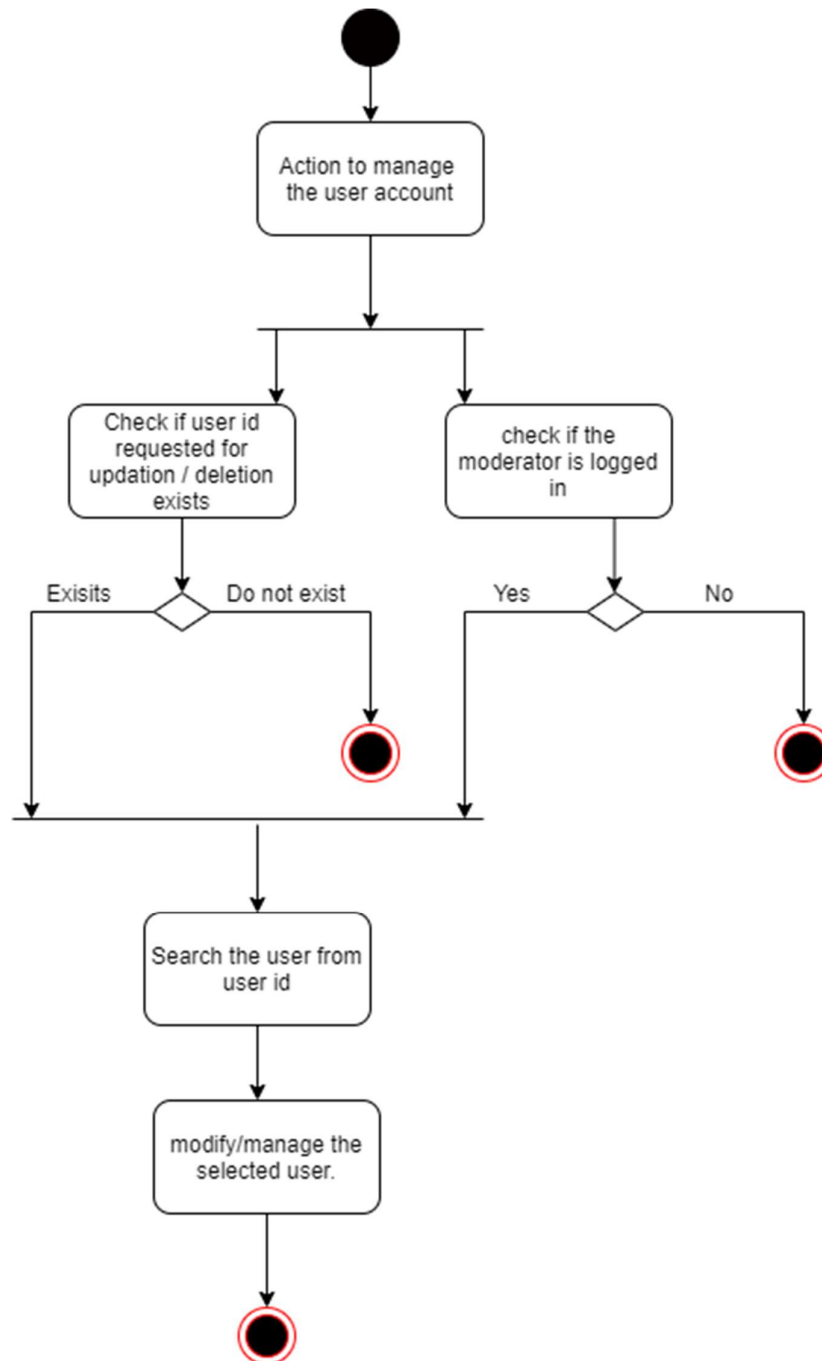 Action to manage
the user account
Check if user id
requested for
updation / deletion
exists
check if the
moderator is logged
in
Exisits
Do not exist
Yes
No
Search the user from
user id
modify/manage the
selected user.